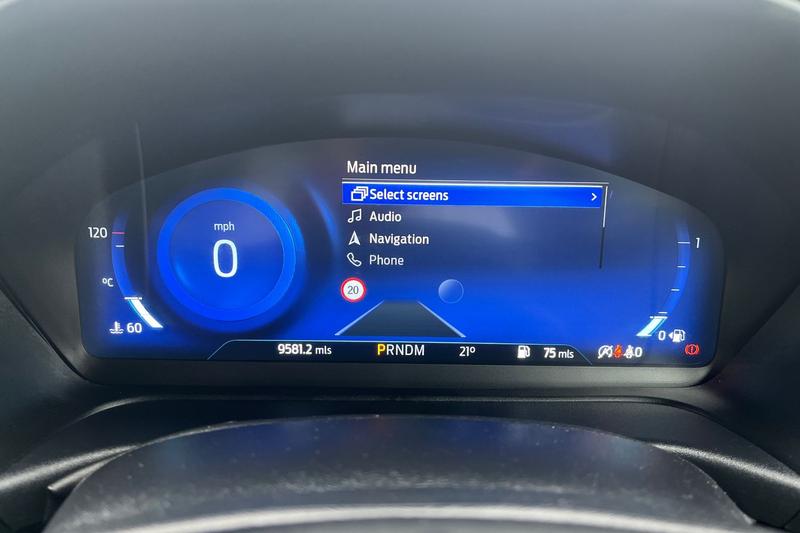 Main menu
Select screens
Audio
Navigation
Phone
mph
0
120
°C
60
20
1
0
9581.2 mls
PRNDM
21°
75 mls
0